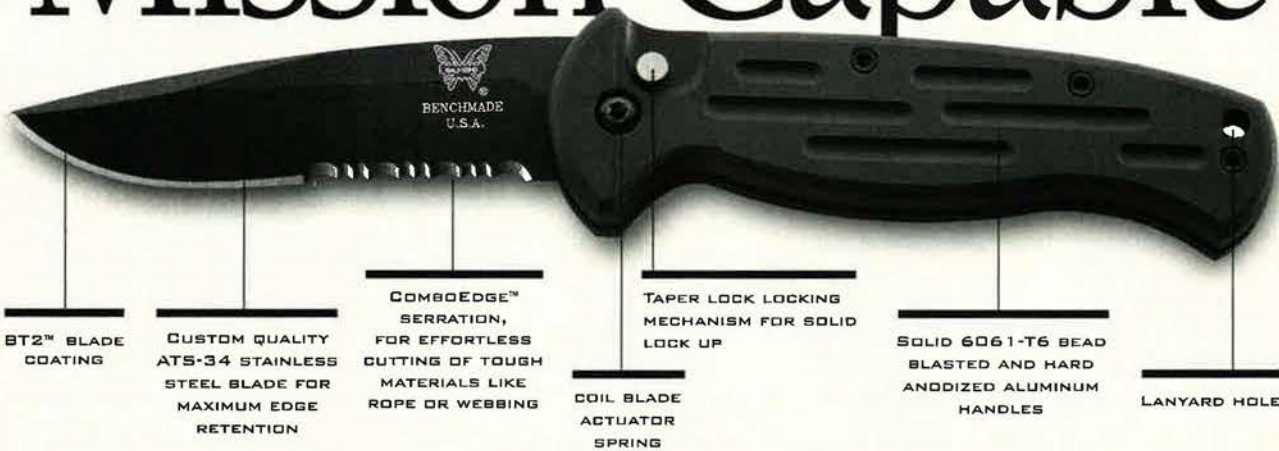 Mission Capable
BENCHMADE
U.S.A.
BT2™ BLADE
COATING
CUSTOM QUALITY
ATS-34 STAINLESS
STEEL BLADE FOR
MAXIMUM EDGE
RETENTION
COMBOEDGE™
SERRATION,
FOR EFFORTLESS
CUTTING OF TOUGH
MATERIALS LIKE
ROPE OR WEBBING
COIL BLADE
ACTUATOR
SPRING
TAPER LOCK LOCKING
MECHANISM FOR SOLID
LOCK UP
SOLID 6061-T6 BEAD
BLASTED AND HARD
ANODIZED ALUMINUM
HANDLES
LANYARD HOLE